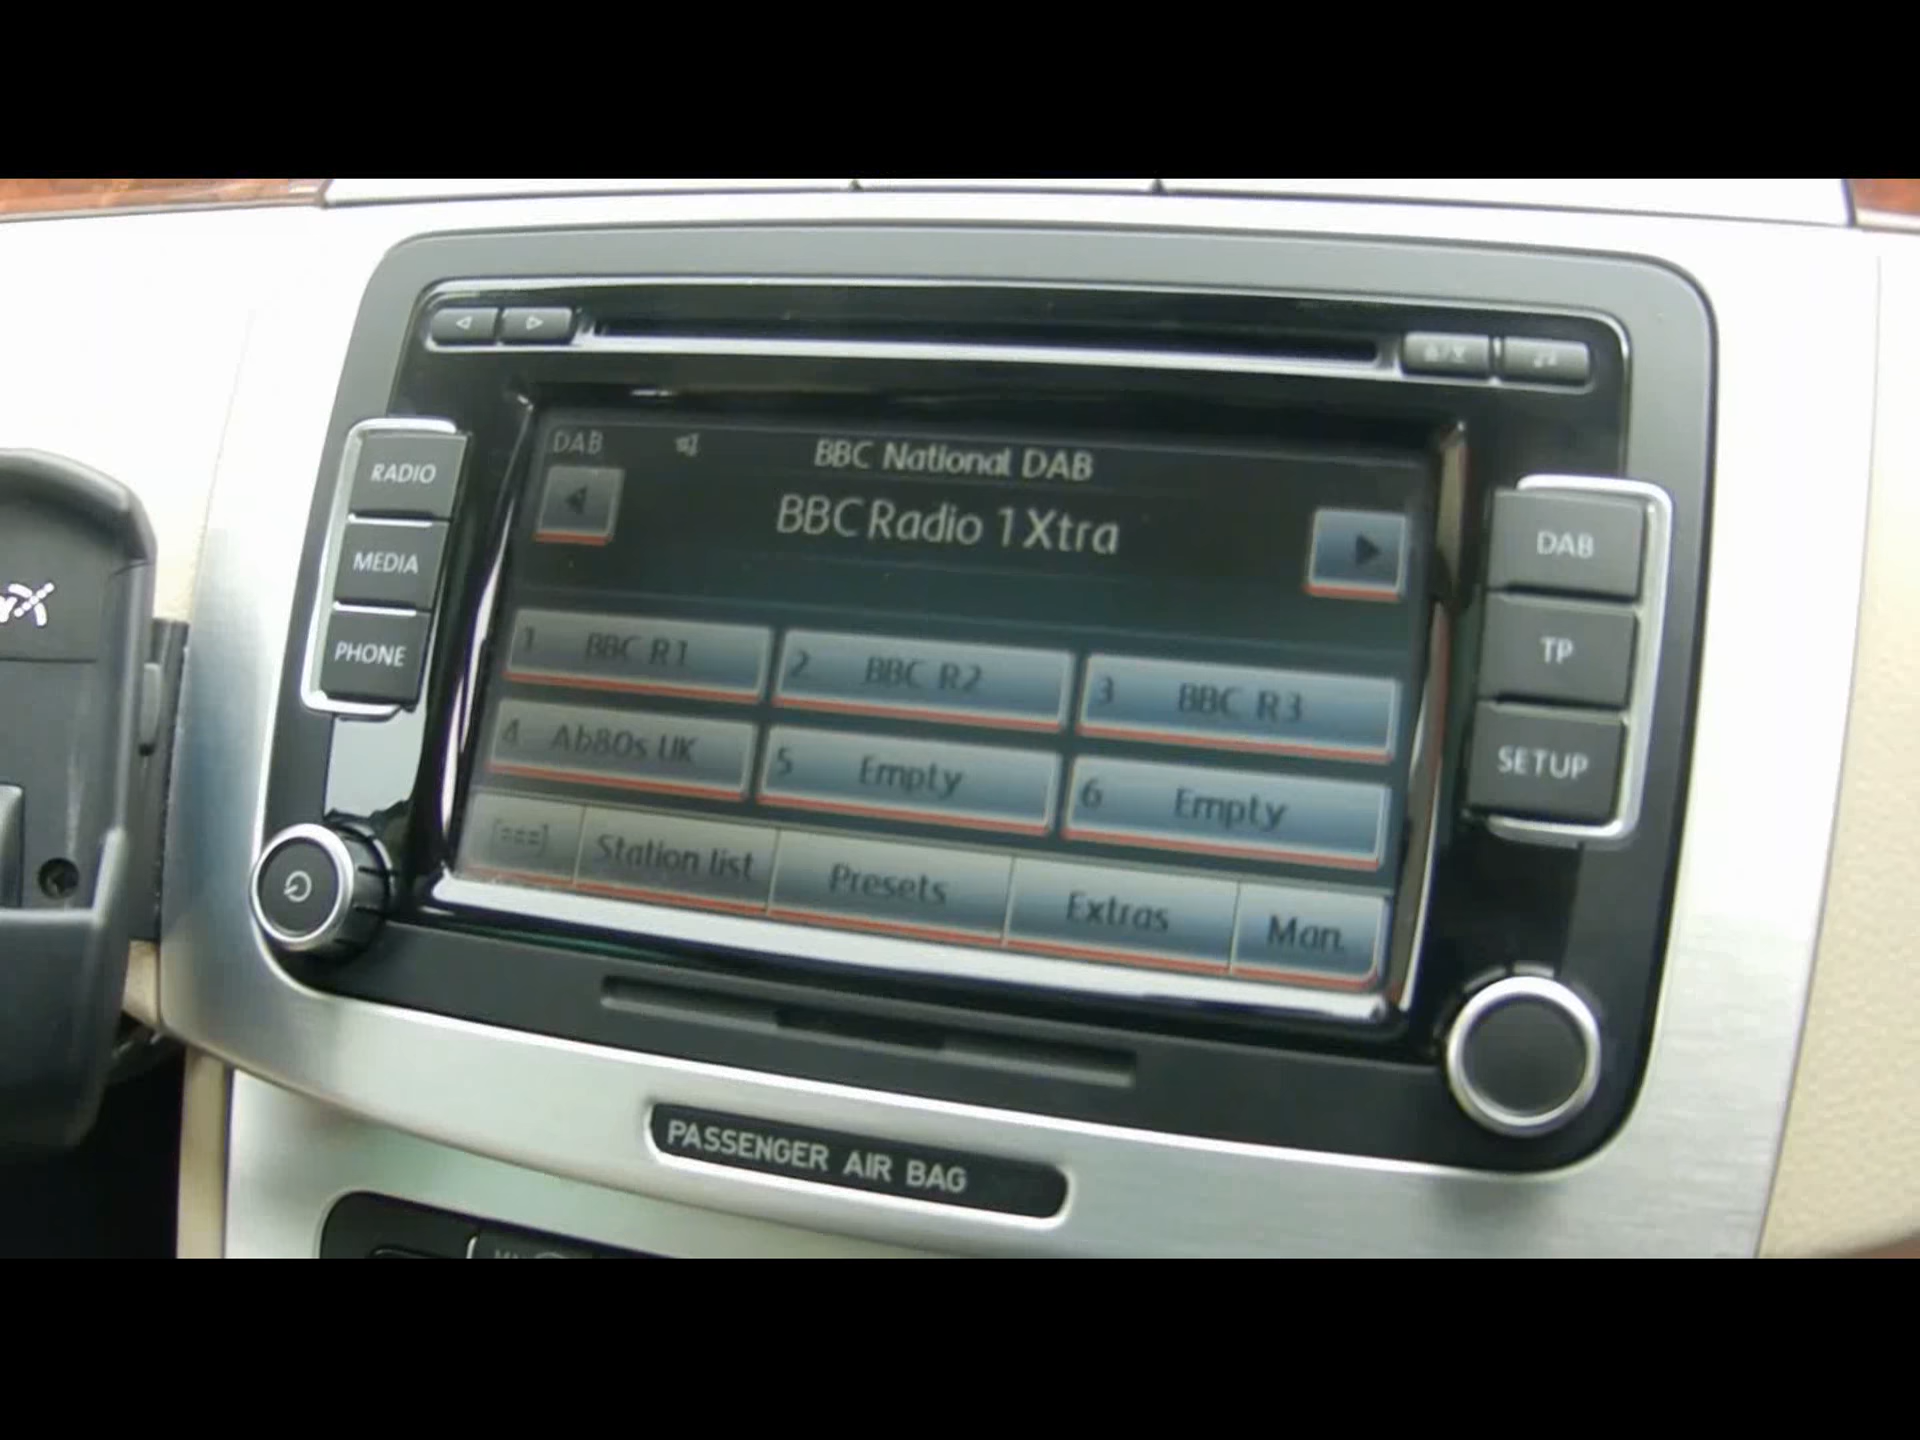 DAB
BBC National DAB
BBC Radio 1Xtra
RADIO
MEDIA
PHONE
DAB
TP
SETUP
1 BBC R1
2 BBC R2
3 BBC R3
4 Ab80s UK
5 Empty
6 Empty
Station list
Presets
Extras
Man.
PASSENGER AIR BAG